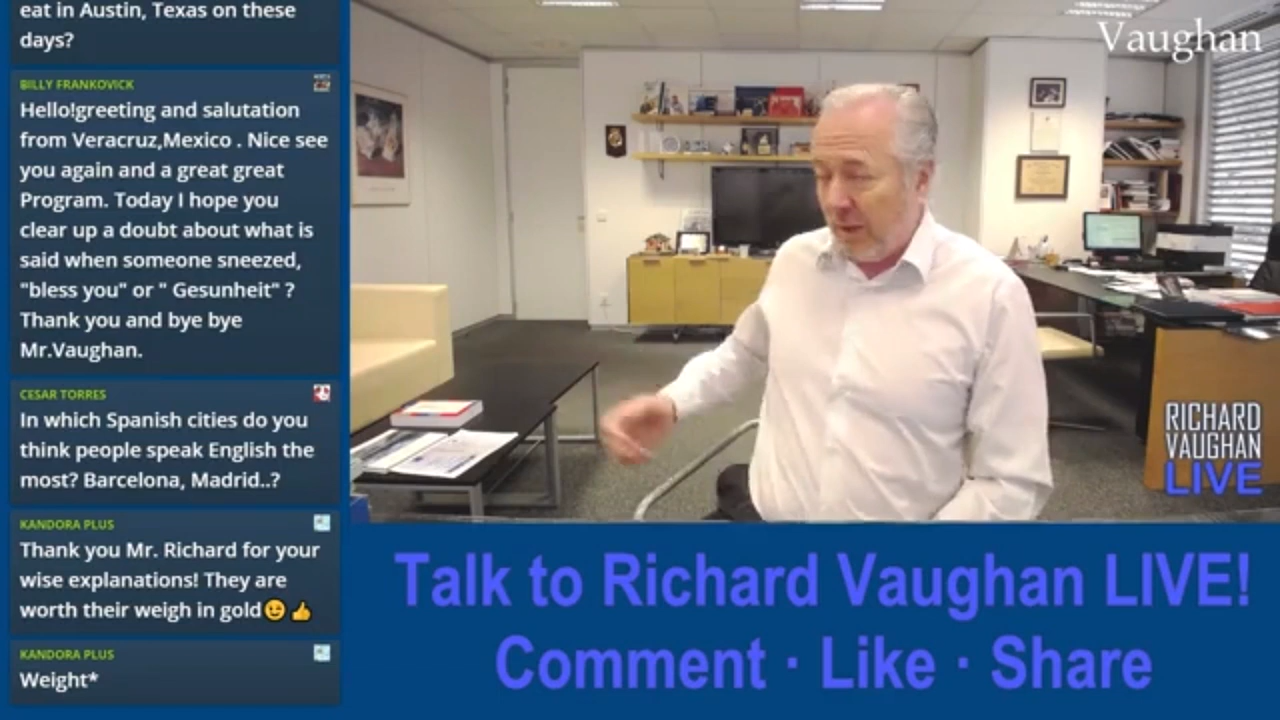 eat in Austin, Texas on these
days?
BILLY FRANKOVICK
Hello!greeting and salutation
from Veracruz,Mexico . Nice see
you again and a great great
Program. Today I hope you
clear up a doubt about what is
said when someone sneezed,
"bless you" or " Gesunheit" ?
Thank you and bye bye
Mr.Vaughan.
CESAR TORRES
In which Spanish cities do you
think people speak English the
most? Barcelona, Madrid..?
KANDORA PLUS
Thank you Mr. Richard for your
wise explanations! They are
worth their weigh in gold😉👍
KANDORA PLUS
Weight*
Vaughan
RICHARD
VAUGHAN
LIVE
Talk to Richard Vaughan LIVE!
Comment · Like · Share